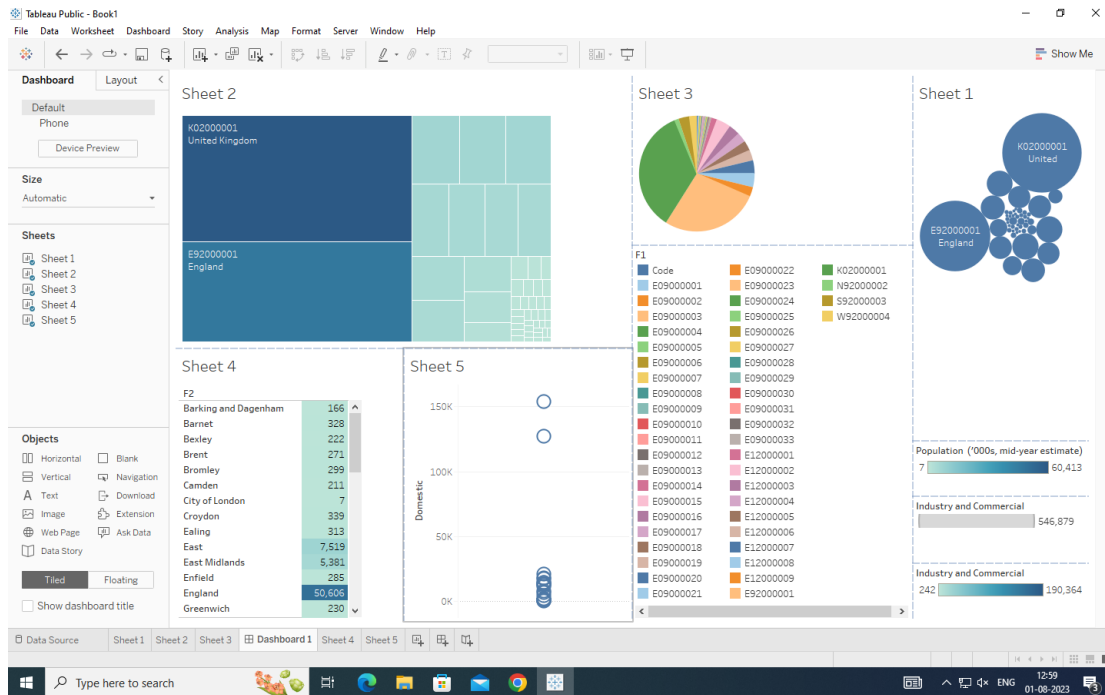 Tableau Public - Book1
File Data Worksheet Dashboard Story Analysis Map Format Server Window Help
Show Me
Dashboard Layout
Default
Phone
Device Preview
Size
Automatic
Sheets
Sheet 1
Sheet 2
Sheet 3
Sheet 4
Sheet 5
Objects
Horizontal Blank
Vertical Navigation
A Text Download
Image Extension
Web Page Ask Data
Data Story
Tiled Floating
Show dashboard title
Sheet 2
K02000001
United Kingdom
E92000001
England
Sheet 4
F2
Barking and Dagenham 166
Barnet 328
Bexley 222
Brent 271
Bromley 299
Camden 211
City of London 7
Croydon 339
Ealing 313
East 7,519
East Midlands 5,381
Enfield 285
England 50,606
Greenwich 230
Sheet 5
Domestic
150K
100K
50K
0K
Sheet 3
F1
Code E09000022 K02000001
E09000001 E09000023 N92000002
E09000002 E09000024 S92000003
E09000003 E09000025 W92000004
E09000004 E09000026
E09000005 E09000027
E09000006 E09000028
E09000007 E09000029
E09000008 E09000030
E09000009 E09000031
E09000010 E09000032
E09000011 E09000033
E09000012 E12000001
E09000013 E12000002
E09000014 E12000003
E09000015 E12000004
E09000016 E12000005
E09000017 E12000006
E09000018 E12000007
E09000019 E12000008
E09000020 E12000009
E09000021 E92000001
Sheet 1
K02000001
United
E92000001
England
Population ('000s, mid-year estimate)
7 60,413
Industry and Commercial
546,879
Industry and Commercial
242 190,364
Data Source Sheet 1 Sheet 2 Sheet 3 Dashboard 1 Sheet 4 Sheet 5
Type here to search
ENG
12:59
01-08-2023
3